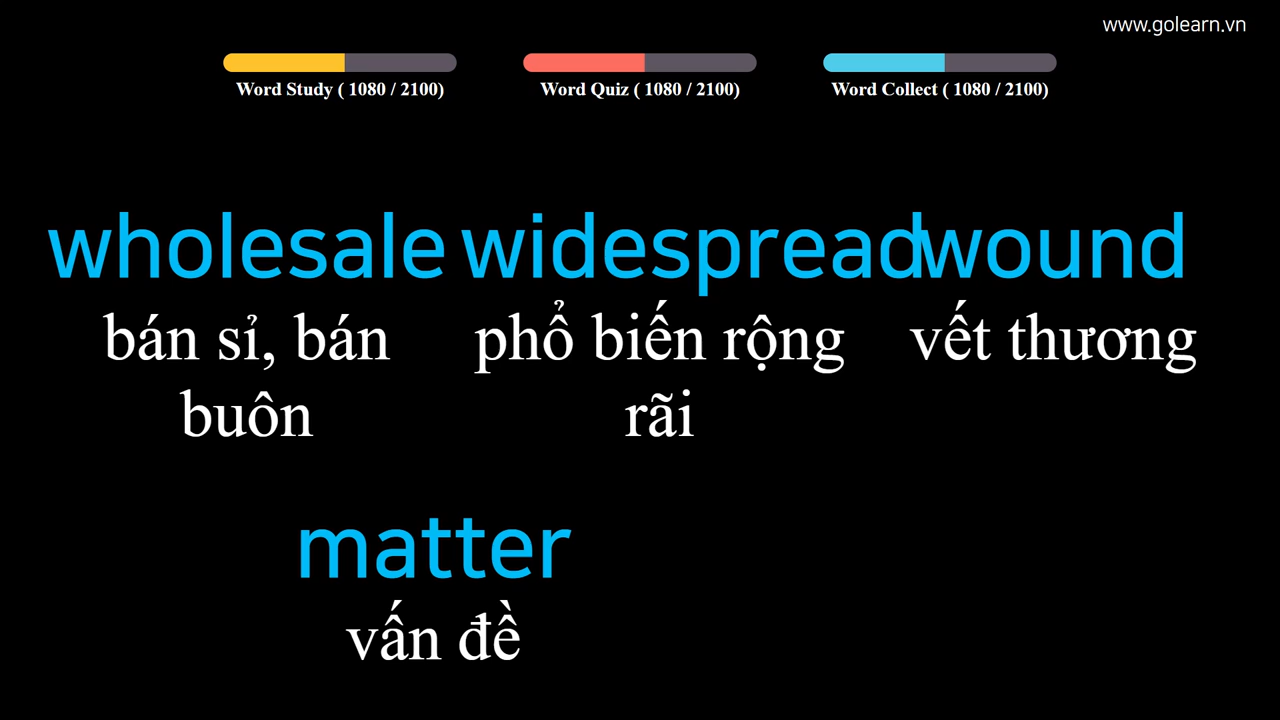 www.golearn.vn
Word Study ( 1080 / 2100)
Word Quiz ( 1080 / 2100)
Word Collect ( 1080 / 2100)
wholesale
bán sỉ, bán
buôn
widespread
phổ biến rộng
rãi
wound
vết thương
matter
vấn đề